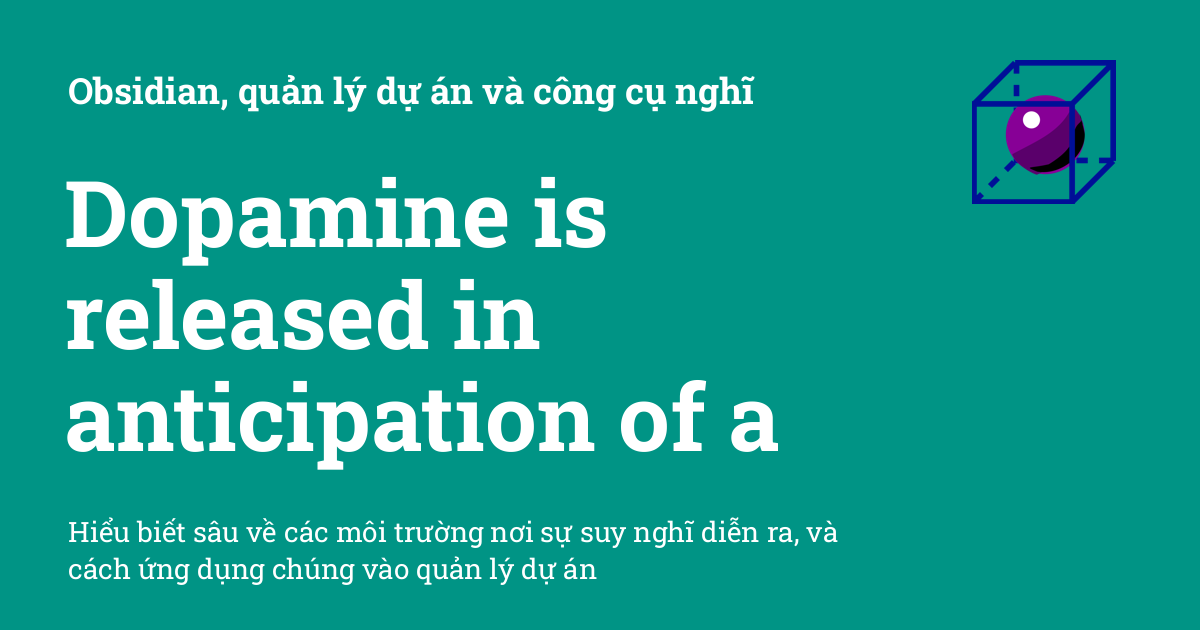 Obsidian, quản lý dự án và công cụ nghĩ
Dopamine is
released in
anticipation of a
Hiểu biết sâu về các môi trường nơi sự suy nghĩ diễn ra, và
cách ứng dụng chúng vào quản lý dự án